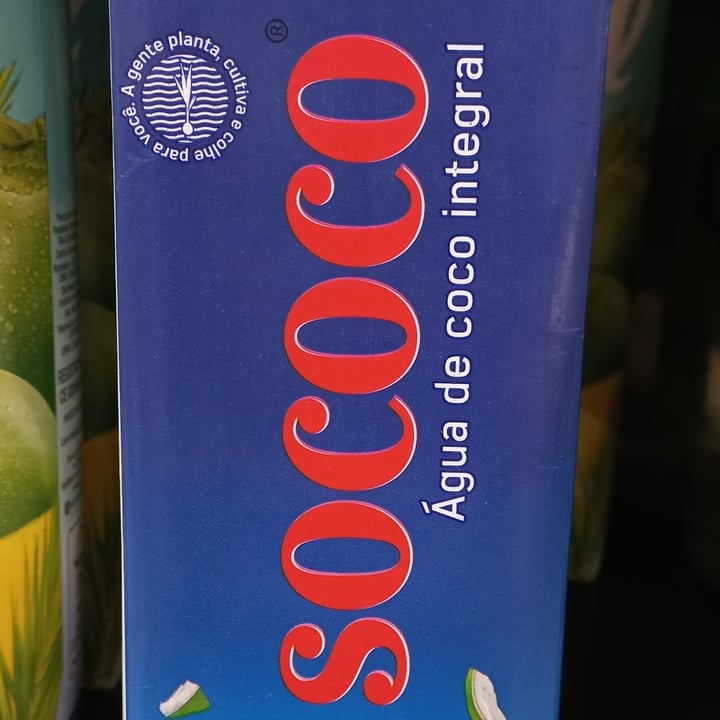 A gente planta, cultiva e colhe para você.
SOCOCO®
Água de coco integral